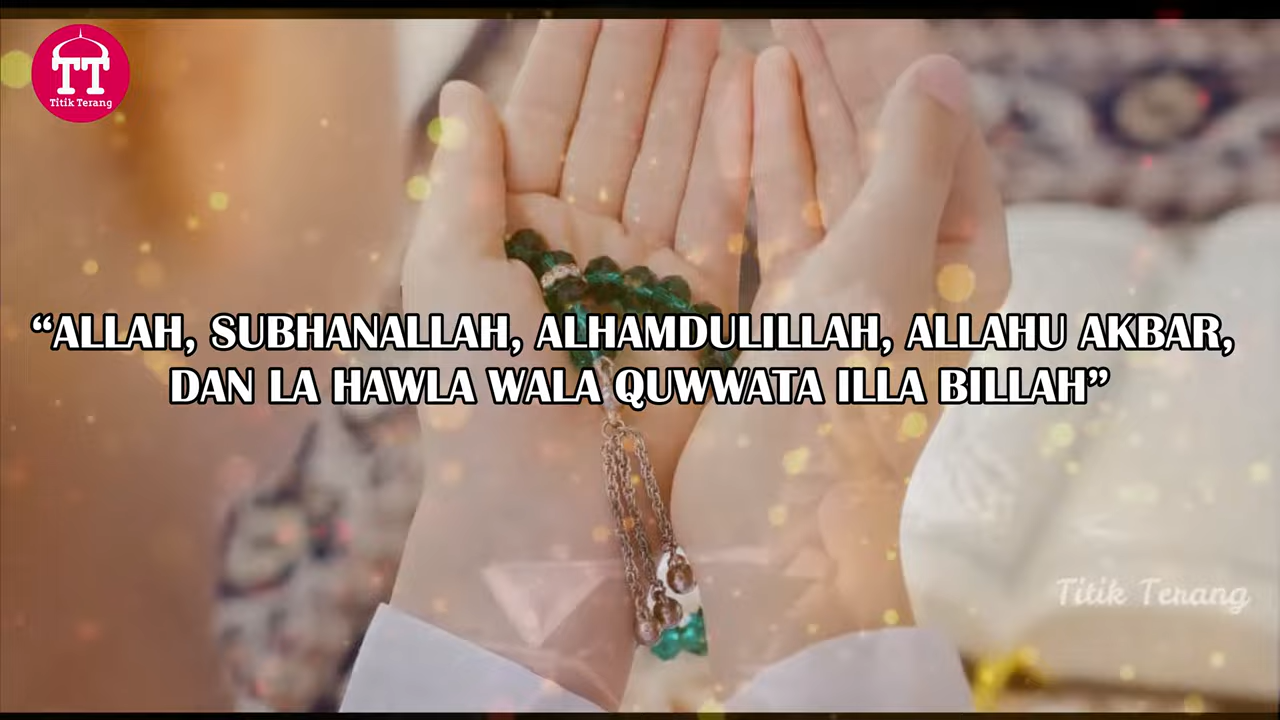 TT
Titik Terang
“ALLAH, SUBHANALLAH, ALHAMDULILLAH, ALLAHU AKBAR,
DAN LA HAWLA WALA QUWWATA ILLA BILLAH”
Titik Terang